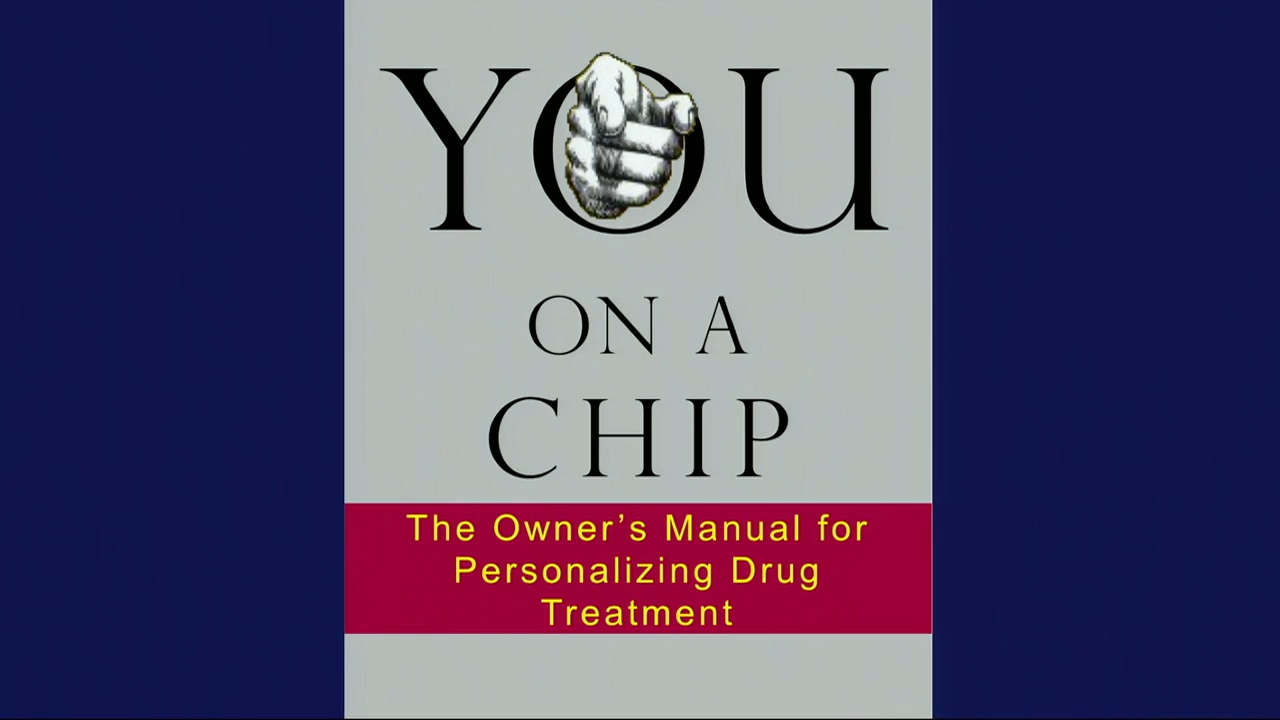 YOU
ON A
CHIP
The Owner’s Manual for
Personalizing Drug
Treatment